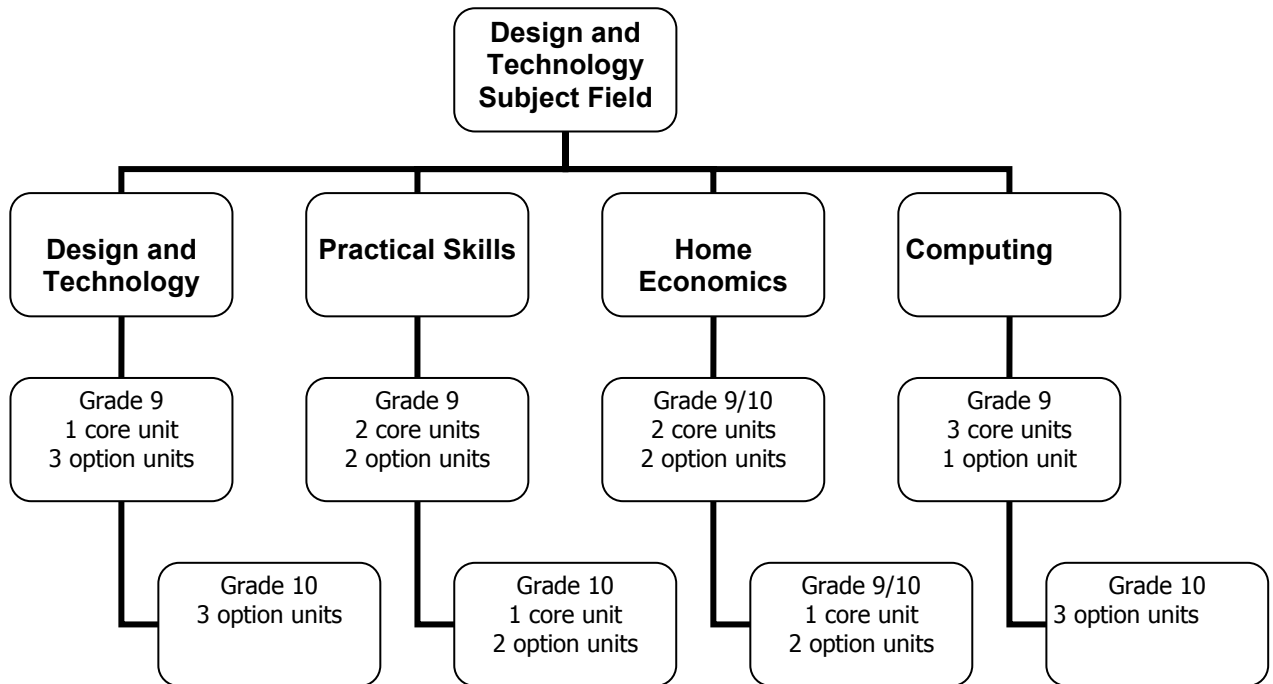 Design and
Technology
Subject Field
Design and
Technology
Practical Skills
Home
Economics
Computing
Grade 9
1 core unit
3 option units
Grade 9
2 core units
2 option units
Grade 9/10
2 core units
2 option units
Grade 9
3 core units
1 option unit
Grade 10
3 option units
Grade 10
1 core unit
2 option units
Grade 9/10
1 core unit
2 option units
Grade 10
3 option units